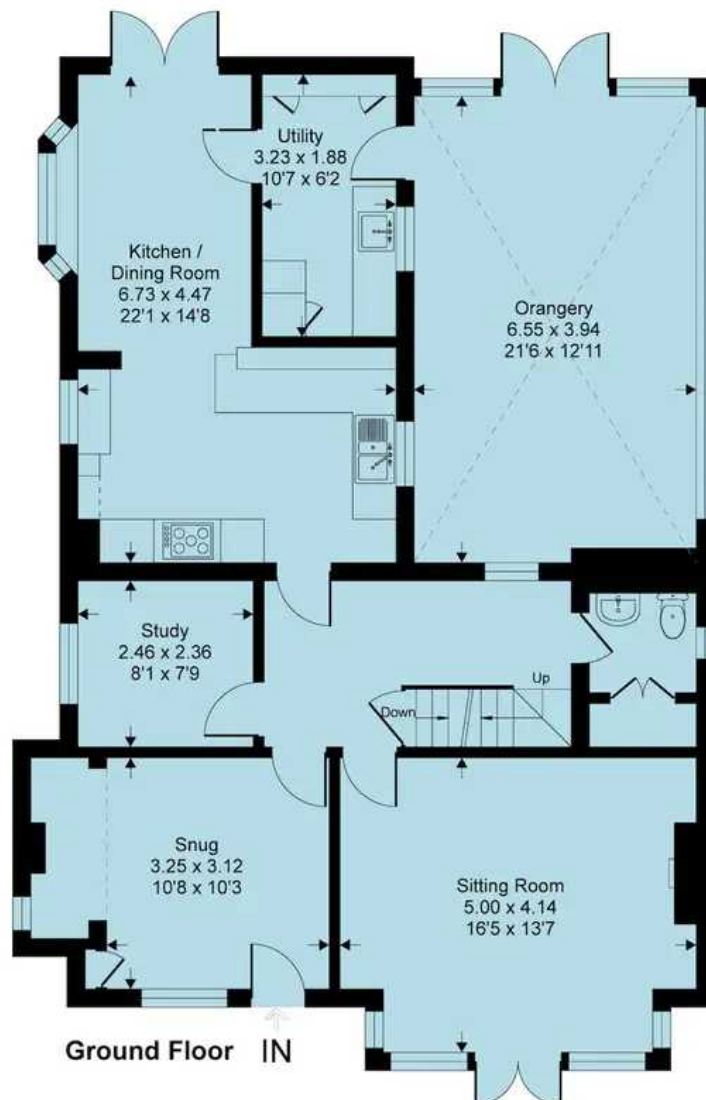 Utility
3.23 x 1.88
10'7 x 6'2
Kitchen /
Dining Room
6.73 x 4.47
22'1 x 14'8
Orangery
6.55 x 3.94
21'6 x 12'11
Study
2.46 x 2.36
8'1 x 7'9
Up
Down
Snug
3.25 x 3.12
10'8 x 10'3
Sitting Room
5.00 x 4.14
16'5 x 13'7
Ground Floor
IN